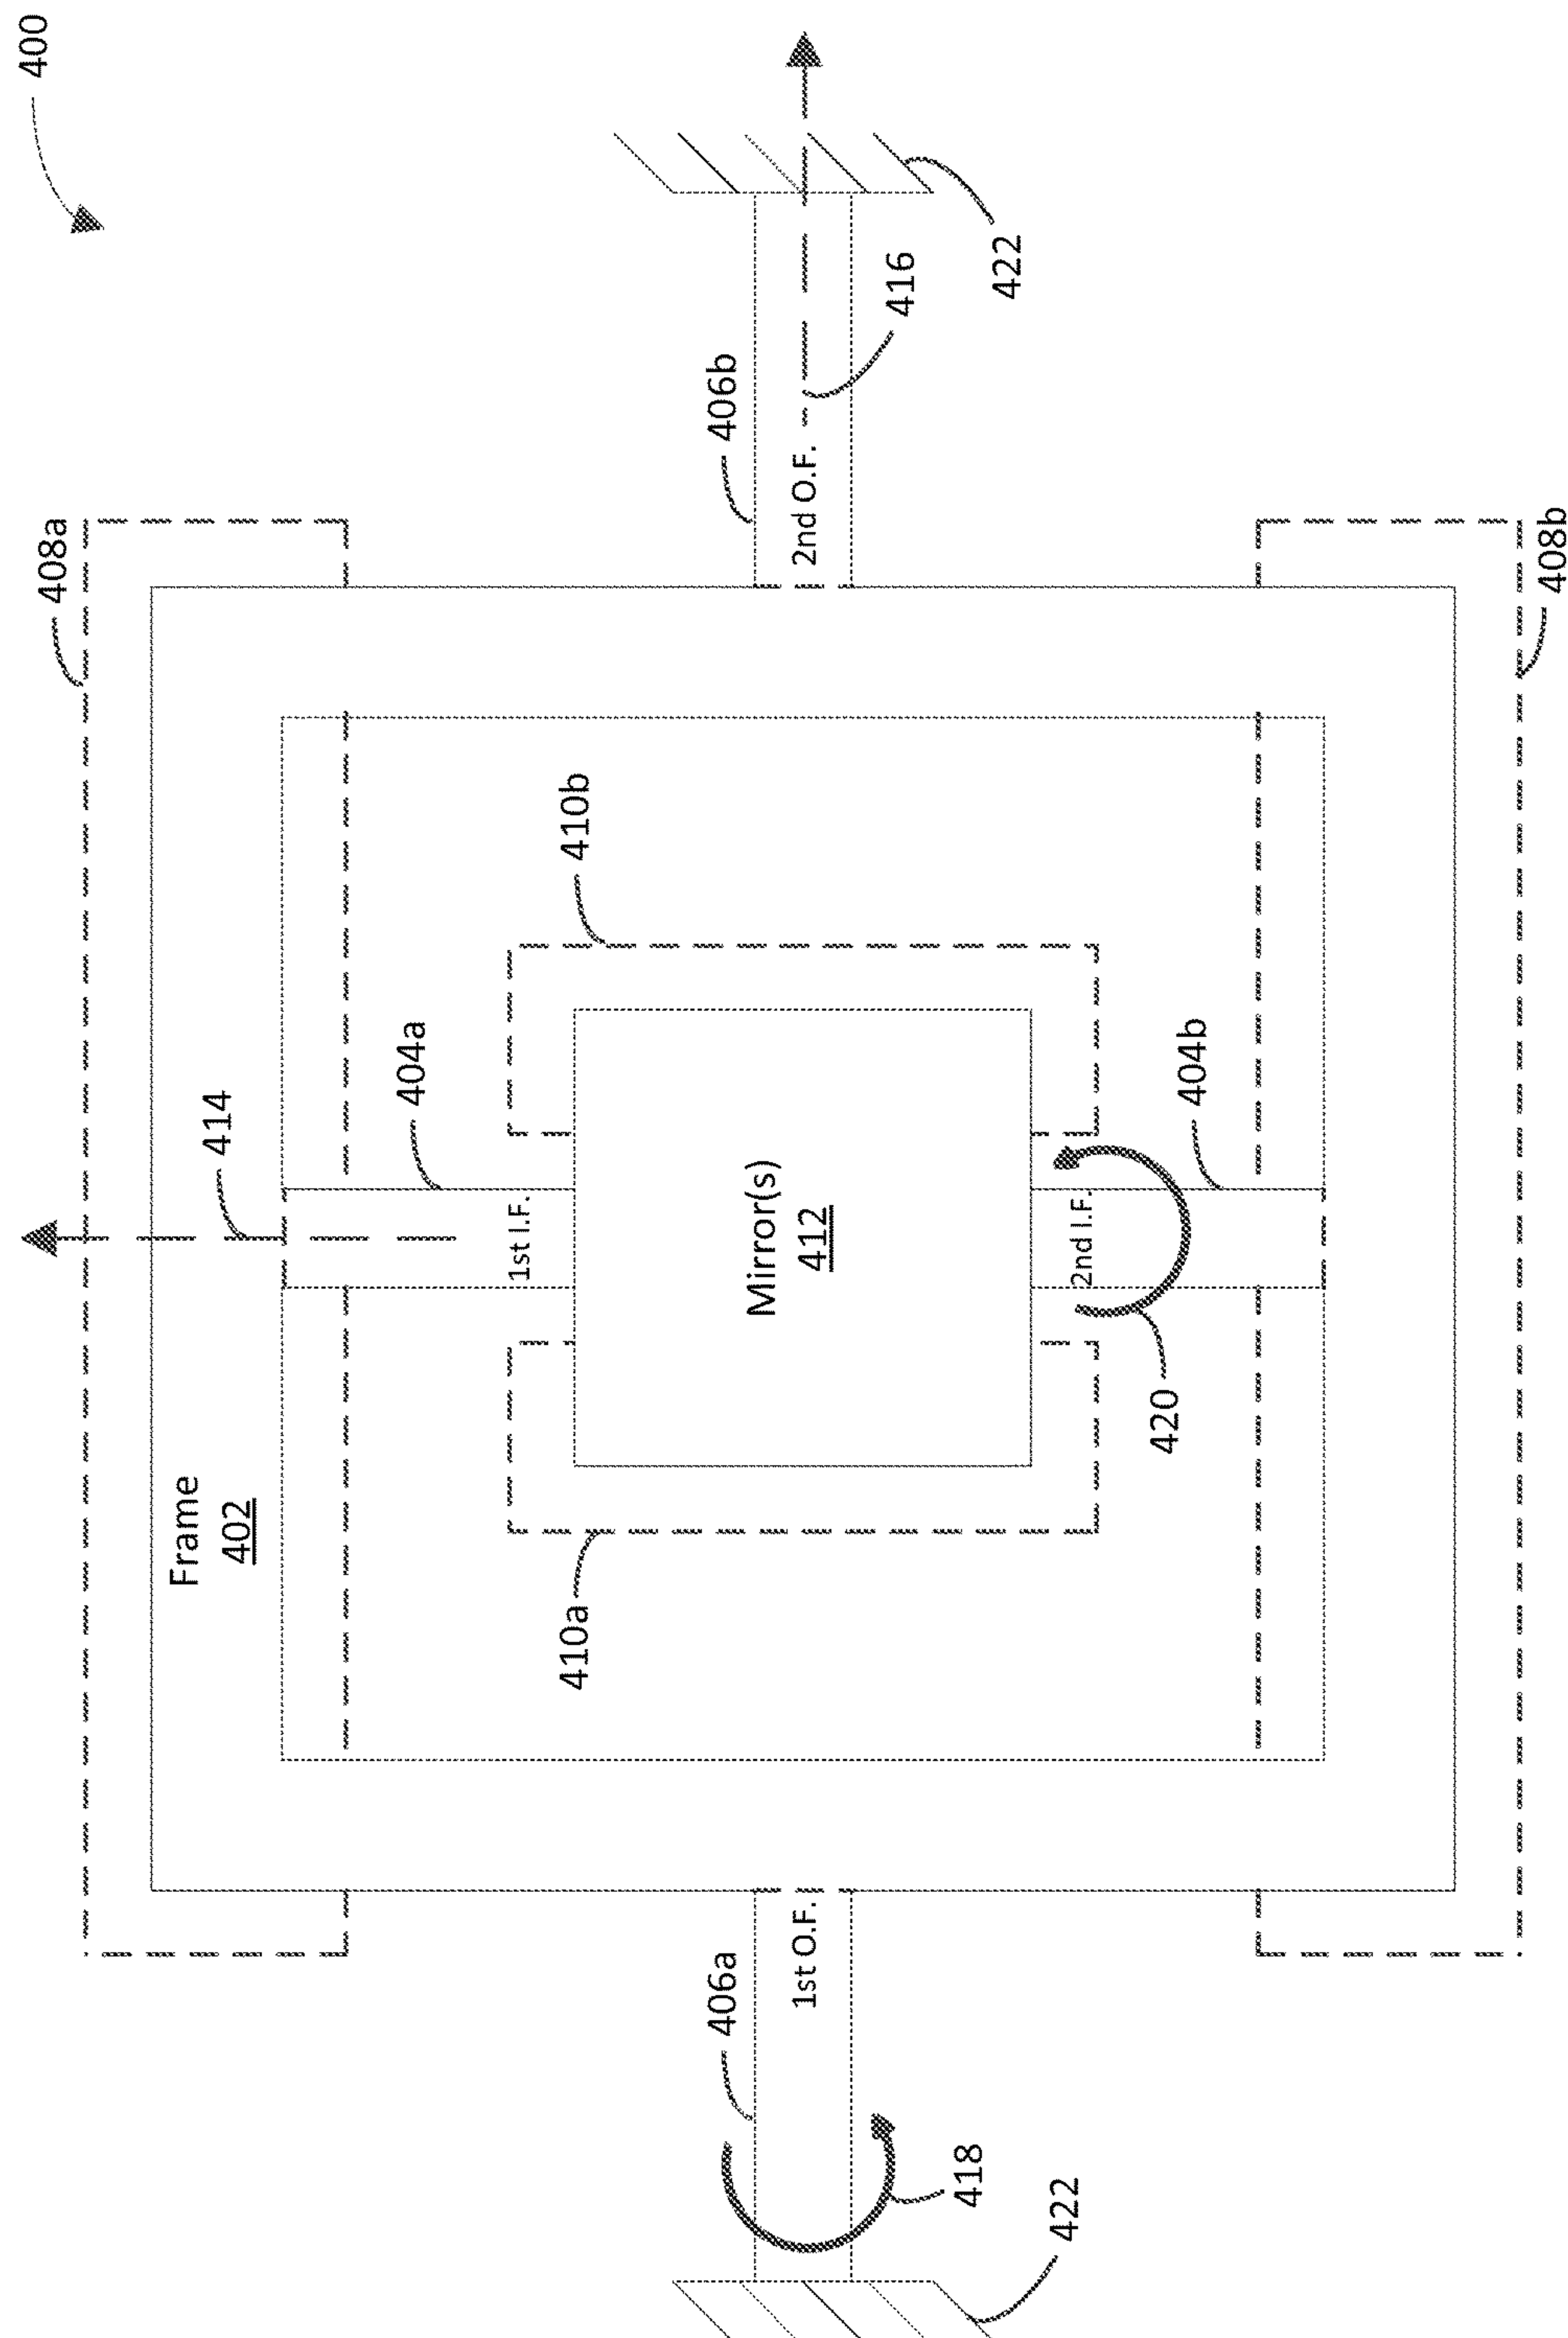 400
408a
414
Frame
402
404a
1st I.F.
410b
410a
406b
2nd O.F.
416
422
Mirror(s)
412
406a
1st O.F.
418
422
2nd I.F.
404b
420
408b